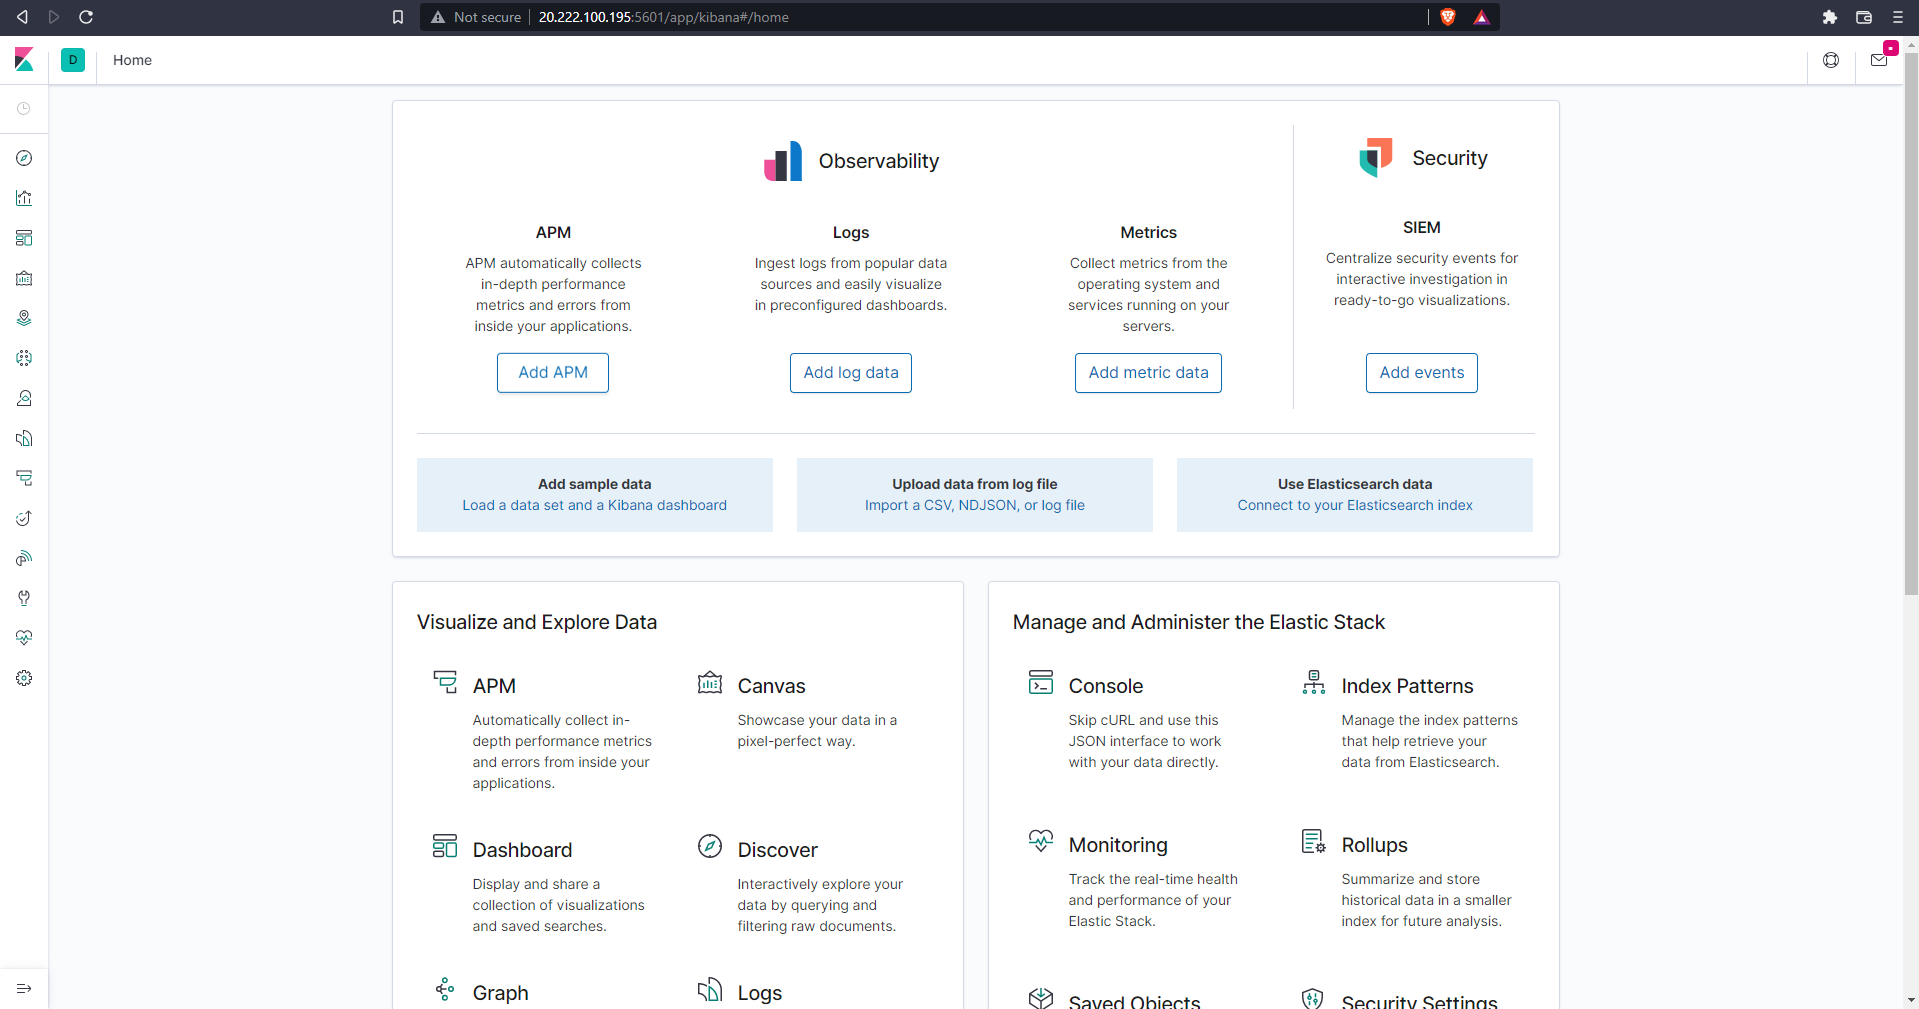 Not secure
20.222.100.195:5601/app/kibana#/home
D
Home
Observability
Security
APM
APM automatically collects
in-depth performance
metrics and errors from
inside your applications.
Add APM
Logs
Ingest logs from popular data
sources and easily visualize
in preconfigured dashboards.
Add log data
Metrics
Collect metrics from the
operating system and
services running on your
servers.
Add metric data
SIEM
Centralize security events for
interactive investigation in
ready-to-go visualizations.
Add events
Add sample data
Load a data set and a Kibana dashboard
Upload data from log file
Import a CSV, NDJSON, or log file
Use Elasticsearch data
Connect to your Elasticsearch index
Visualize and Explore Data
APM
Automatically collect in-
depth performance metrics
and errors from inside your
applications.
Canvas
Showcase your data in a
pixel-perfect way.
Dashboard
Display and share a
collection of visualizations
and saved searches.
Discover
Interactively explore your
data by querying and
filtering raw documents.
Graph
Logs
Manage and Administer the Elastic Stack
Console
Skip cURL and use this
JSON interface to work
with your data directly.
Index Patterns
Manage the index patterns
that help retrieve your
data from Elasticsearch.
Monitoring
Track the real-time health
and performance of your
Elastic Stack.
Rollups
Summarize and store
historical data in a smaller
index for future analysis.
Saved Objects
Security Settings